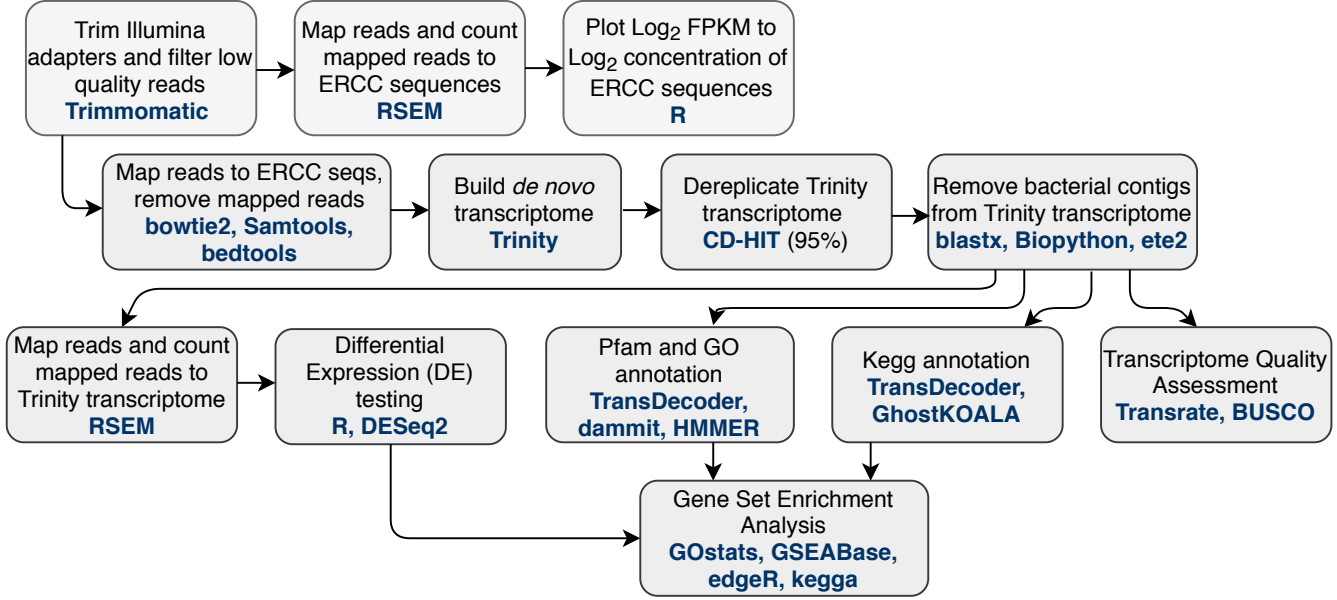 Trim Illumina
adapters and filter low
quality reads
Trimmomatic
Map reads and count
mapped reads to
ERCC sequences
RSEM
Plot Log₂ FPKM to
Log₂ concentration of
ERCC sequences
R
Map reads to ERCC seqs,
remove mapped reads
bowtie2, Samtools,
bedtools
Build de novo
transcriptome
Trinity
Dereplicate Trinity
transcriptome
CD-HIT (95%)
Remove bacterial contigs
from Trinity transcriptome
blastx, Biopython, ete2
Map reads and count
mapped reads to
Trinity transcriptome
RSEM
Differential
Expression (DE)
testing
R, DESeq2
Pfam and GO
annotation
TransDecoder,
dammit, HMMER
Kegg annotation
TransDecoder,
GhostKOALA
Transcriptome Quality
Assessment
Transrate, BUSCO
Gene Set Enrichment
Analysis
GOstats, GSEABase,
edgeR, kegga